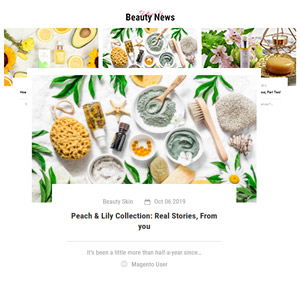 Beauty News
Beauty Skin Oct 06 2019
Peach & Lily Collection: Real Stories, From
you
It's been a little more than half-a-year since...
Magento User